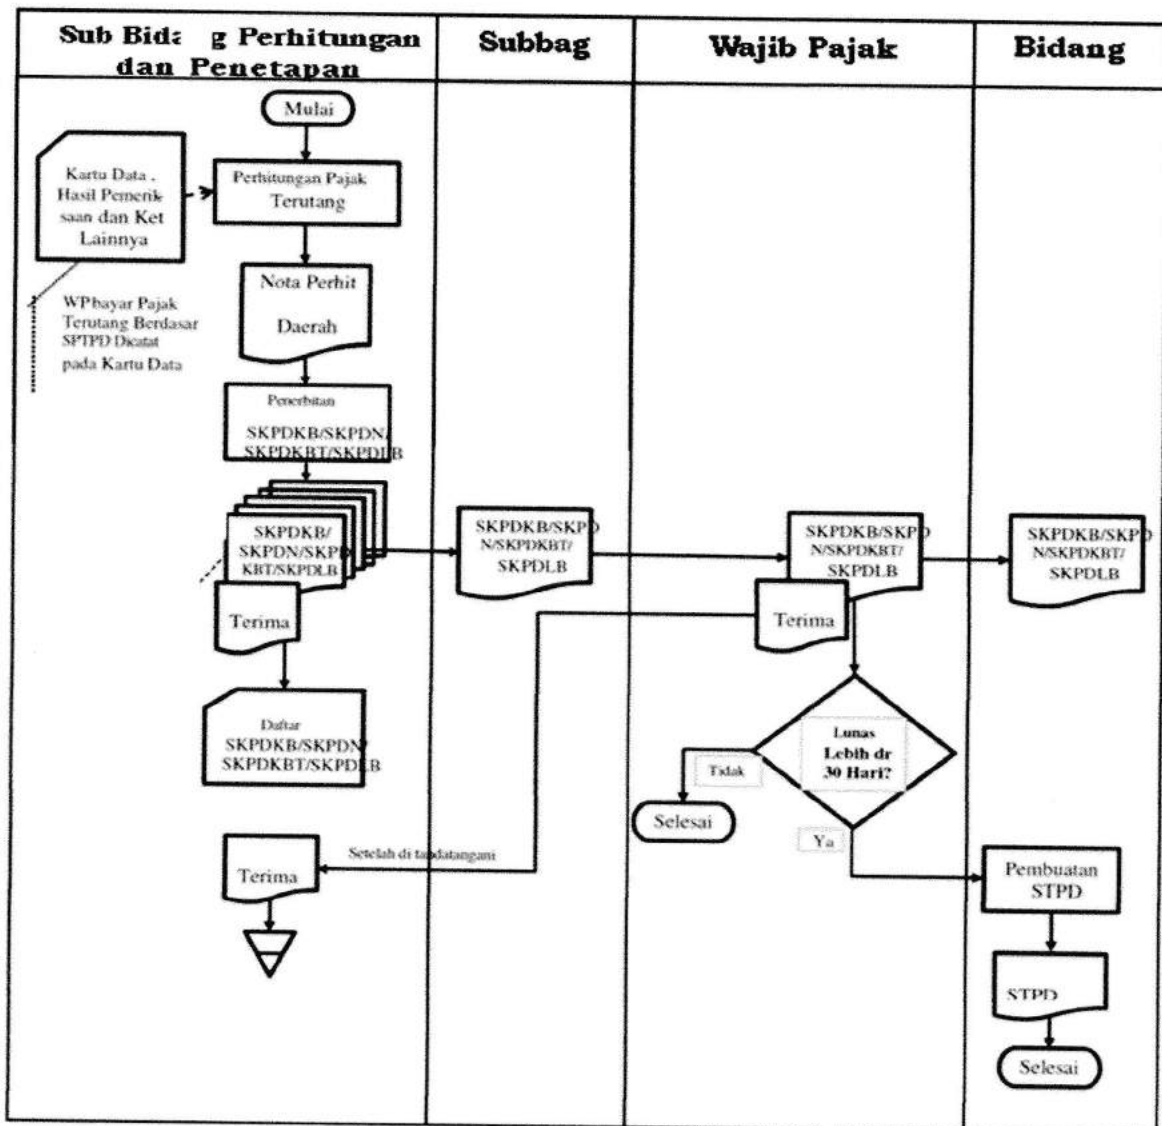 Sub Bida g Perhitungan
dan Penetapan
Subbag
Wajib Pajak
Bidang
Mulai
Kartu Data .
Hasil Pemerik
saan dan Ket
Lainnya
Perhitungan Pajak
Terutang
WP bayar Pajak
Terutang Berdasar
SPTPD Dicatat
pada Kartu Data
Nota Perhit
Daerah
Penerbitan
SKPDKB/SKPDN/
SKPDKBT/SKPDLB
SKPDKB/
SKPDN/SKPD
KBT/SKPDLB
SKPDKB/SKPD
N/SKPDKBT/
SKPDLB
SKPDKB/SKPD
N/SKPDKBT/
SKPDLB
SKPDKB/SKPD
N/SKPDKBT/
SKPDLB
Terima
Terima
Daftar
SKPDKB/SKPDN/
SKPDKBT/SKPDLB
Lunas
Lebih dr
30 Hari?
Tidak
Selesai
Ya
Terima
Setelah di tandatangani
Pembuatan
STPD
STPD
Selesai